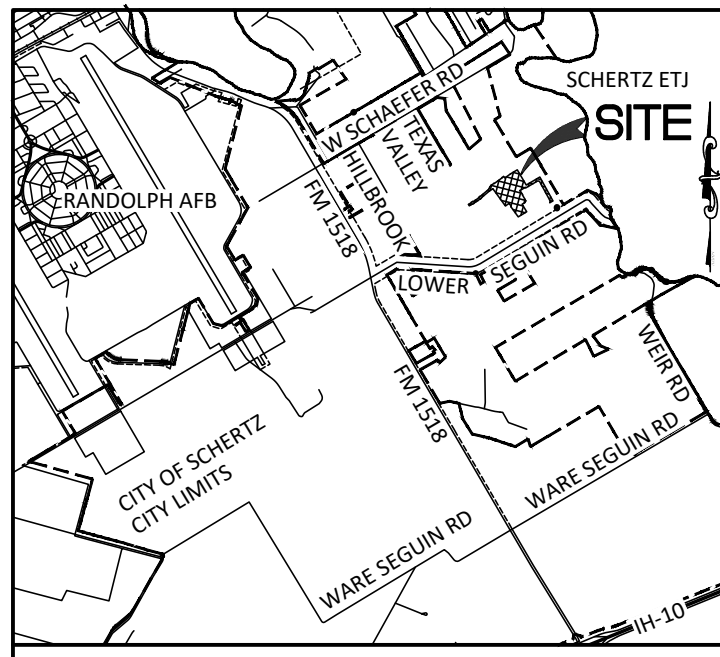 SCHERTZ ETJ
SITE
W SCHAEFER RD
TEXAS
VALLEY
HILLBROOK
RANDOLPH AFB
FM 1518
LOWER
SEGUIN RD
WEIR RD
FM 1518
CITY OF SCHERTZ
CITY LIMITS
WARE SEGUIN RD
WARE SEGUIN RD
IH-10